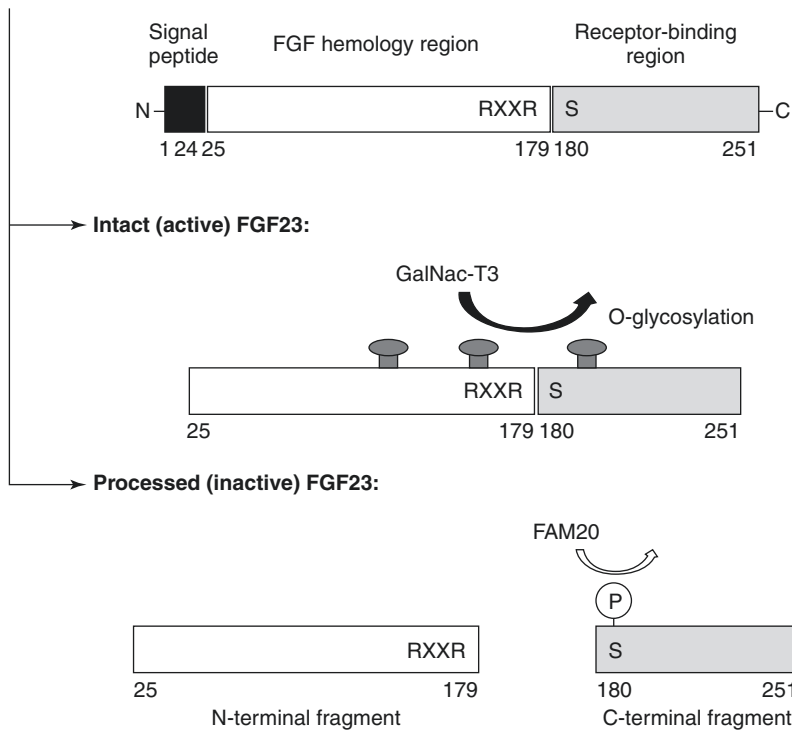 Signal
peptide
FGF hemology region
Receptor-binding
region
N
RXXR
S
C
1 24 25
179 180
251
Intact (active) FGF23:
GalNac-T3
O-glycosylation
RXXR
S
25
179 180
251
Processed (inactive) FGF23:
FAM20
P
RXXR
S
25
179
180
251
N-terminal fragment
C-terminal fragment